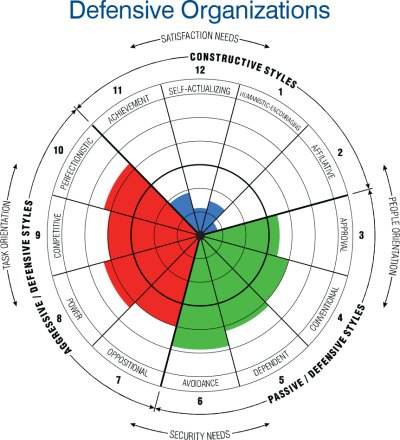 Defensive Organizations
SATISFACTION NEEDS
CONSTRUCTIVE STYLES
12
SELF-ACTUALIZING
1
HUMANISTIC-ENCOURAGING
2
AFFILIATIVE
3
APPROVAL
4
CONVENTIONAL
5
DEPENDENT
6
AVOIDANCE
7
OPPOSITIONAL
8
POWER
9
COMPETITIVE
10
PERFECTIONISTIC
11
ACHIEVEMENT
PEOPLE ORIENTATION
PASSIVE / DEFENSIVE STYLES
SECURITY NEEDS
AGGRESSIVE / DEFENSIVE STYLES
TASK ORIENTATION